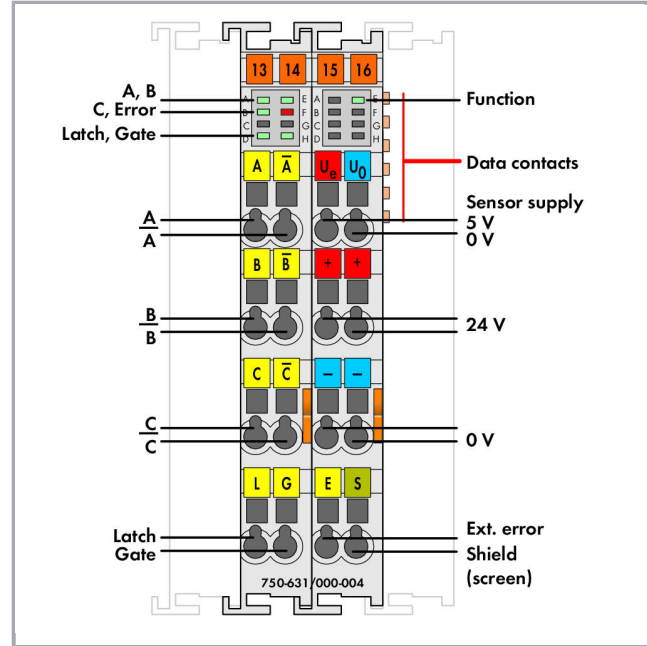 13 14 15 16
A, B
C, Error
Latch, Gate
A E A E
B F B F
C G C G
D H D H
Function
Data contacts
A A̅ Ue U0
Sensor supply
A
A̅
5 V
0 V
B B̅ + +
B
B̅
24 V
C C̅ – –
C
C̅
0 V
L G E S
Latch
Gate
Ext. error
Shield
(screen)
750-631/000-004